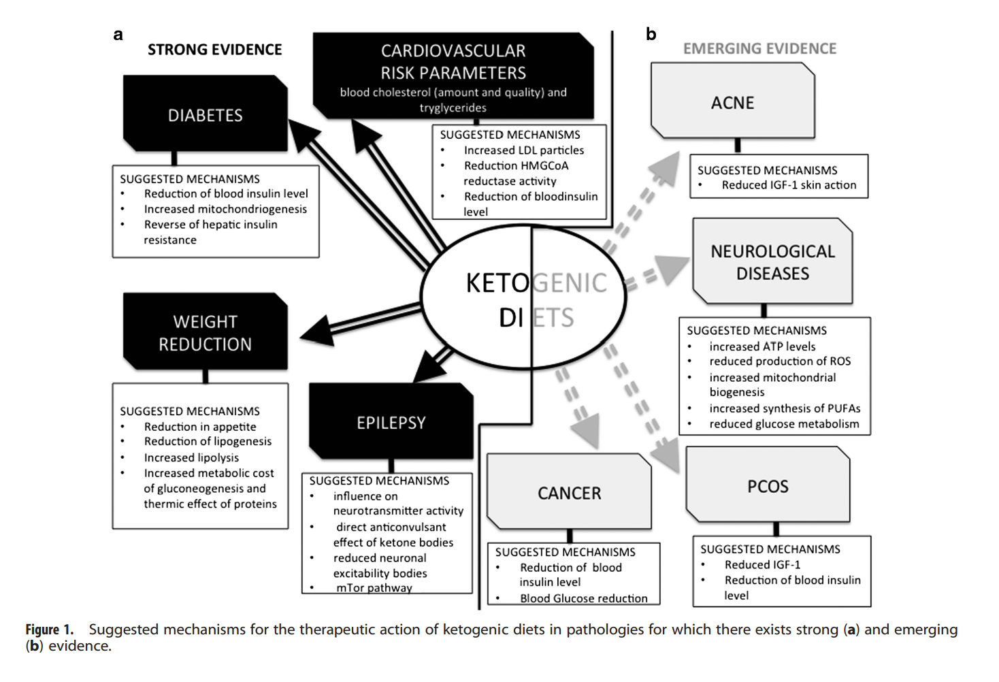 a
STRONG EVIDENCE
CARDIOVASCULAR
RISK PARAMETERS
blood cholesterol (amount and quality) and
tryglycerides
SUGGESTED MECHANISMS
• Increased LDL particles
• Reduction HMGCoA
reductase activity
• Reduction of bloodinsulin
level
DIABETES
SUGGESTED MECHANISMS
• Reduction of blood insulin level
• Increased mitochondriogenesis
• Reverse of hepatic insulin
resistance
WEIGHT
REDUCTION
SUGGESTED MECHANISMS
• Reduction in appetite
• Reduction of lipogenesis
• Increased lipolysis
• Increased metabolic cost
of gluconeogenesis and
thermic effect of proteins
EPILEPSY
SUGGESTED MECHANISMS
• influence on
neurotransmitter activity
• direct anticonvulsant
effect of ketone bodies
• reduced neuronal
excitability bodies
• mTor pathway
KETOGENIC
DIETS
b
EMERGING EVIDENCE
ACNE
SUGGESTED MECHANISMS
• Reduced IGF-1 skin action
NEUROLOGICAL
DISEASES
SUGGESTED MECHANISMS
• increased ATP levels
• reduced production of ROS
• increased mitochondrial
biogenesis
• increased synthesis of PUFAs
• reduced glucose metabolism
CANCER
SUGGESTED MECHANISMS
• Reduction of blood
insulin level
• Blood Glucose reduction
PCOS
SUGGESTED MECHANISMS
• Reduced IGF-1
• Reduction of blood insulin
level
Figure 1. Suggested mechanisms for the therapeutic action of ketogenic diets in pathologies for which there exists strong (a) and emerging
(b) evidence.